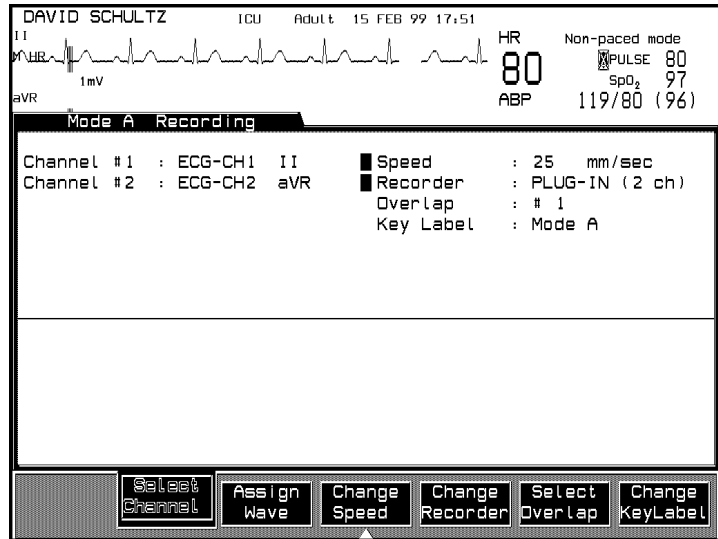 DAVID SCHULTZ ICU Adult 15 FEB 99 17:51
II
M HR
1mV
aVR
HR
80
Non-paced mode
PULSE 80
SpO₂ 97
ABP 119/80 (96)
Mode A Recording
Channel #1 : ECG-CH1 II
Channel #2 : ECG-CH2 aVR
Speed : 25 mm/sec
Recorder : PLUG-IN (2 ch)
Overlap : # 1
Key Label : Mode A
Select Channel
Assign Wave
Change Speed
Change Recorder
Select Overlap
Change KeyLabel